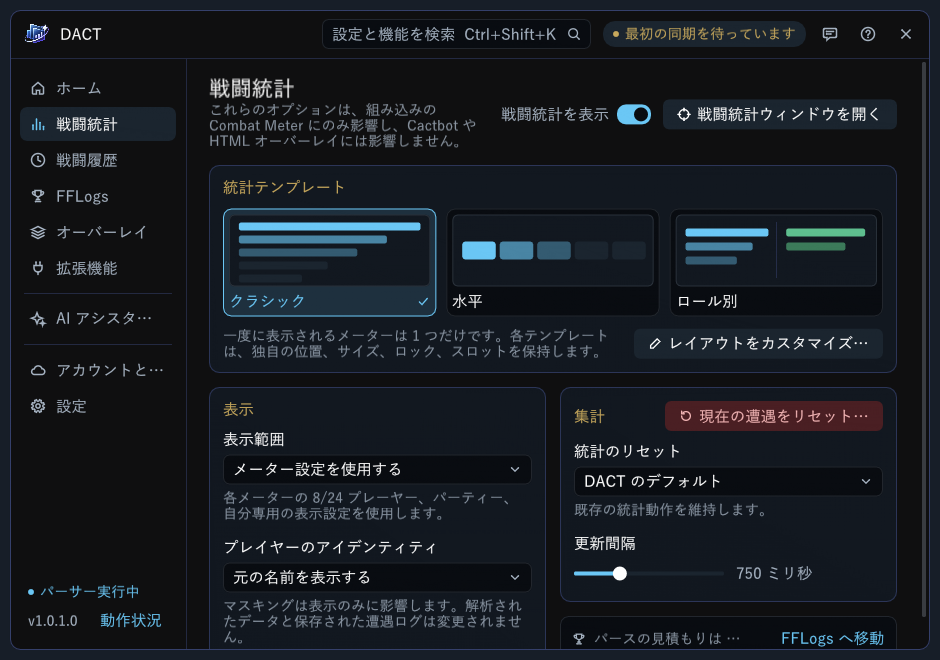 DACT
設定と機能を検索 Ctrl+Shift+K
最初の同期を待っています
ホーム
戦闘統計
戦闘履歴
FFLogs
オーバーレイ
拡張機能
AI アシスタ…
アカウントと…
設定
パーサー実行中
v1.0.1.0 動作状況
戦闘統計
これらのオプションは、組み込みの
Combat Meter にのみ影響し、Cactbot や
HTML オーバーレイには影響しません。
戦闘統計を表示
戦闘統計ウィンドウを開く
統計テンプレート
クラシック
水平
ロール別
一度に表示されるメーターは 1 つだけです。各テンプレート
は、独自の位置、サイズ、ロック、スロットを保持します。
レイアウトをカスタマイズ…
表示
表示範囲
メーター設定を使用する
各メーターの 8/24 プレーヤー、パーティー、
自分専用の表示設定を使用します。
プレイヤーのアイデンティティ
元の名前を表示する
マスキングは表示のみに影響します。解析され
たデータと保存された遭遇ログは変更されませ
ん。
集計
現在の遭遇をリセット…
統計のリセット
DACT のデフォルト
既存の統計動作を維持します。
更新間隔
750 ミリ秒
パースの見積もりは …
FFLogs へ移動